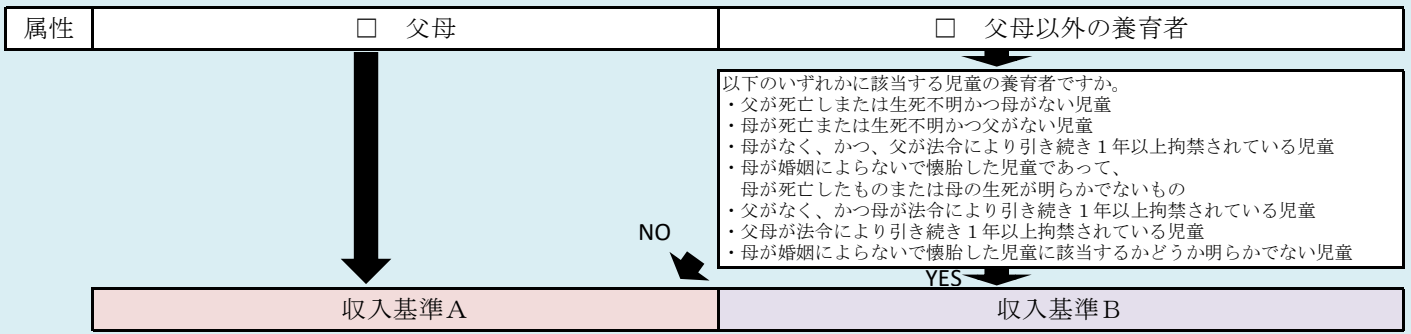 属性
□　父母
□　父母以外の養育者
以下のいずれかに該当する児童の養育者ですか。
・父が死亡しまたは生死不明かつ母がない児童
・母が死亡または生死不明かつ父がない児童
・母がなく、かつ、父が法令により引き続き１年以上拘禁されている児童
・母が婚姻によらないで懐胎した児童であって、
母が死亡したものまたは母の生死が明らかでないもの
・父がなく、かつ母が法令により引き続き１年以上拘禁されている児童
・父母が法令により引き続き１年以上拘禁されている児童
・母が婚姻によらないで懐胎した児童に該当するかどうか明らかでない児童
NO
YES
収入基準Ａ
収入基準Ｂ